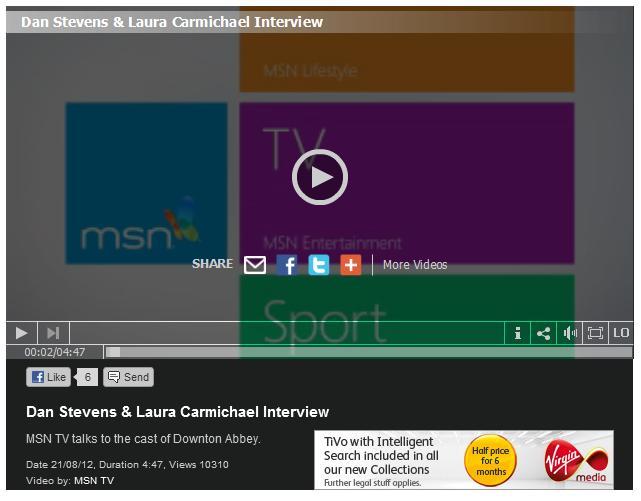 Dan Stevens & Laura Carmichael Interview
MSN Lifestyle
TV
msn
MSN Entertainment
SHARE
More Videos
Sport
LO
00:02/04:47
Like 6 Send
Dan Stevens & Laura Carmichael Interview
MSN TV talks to the cast of Downton Abbey.
Date 21/08/12, Duration 4:47, Views 10310
Video by: MSN TV
TiVo with Intelligent
Search included in all
our new Collections
Further legal stuff applies.
Half price
for 6
months
Virgin
media